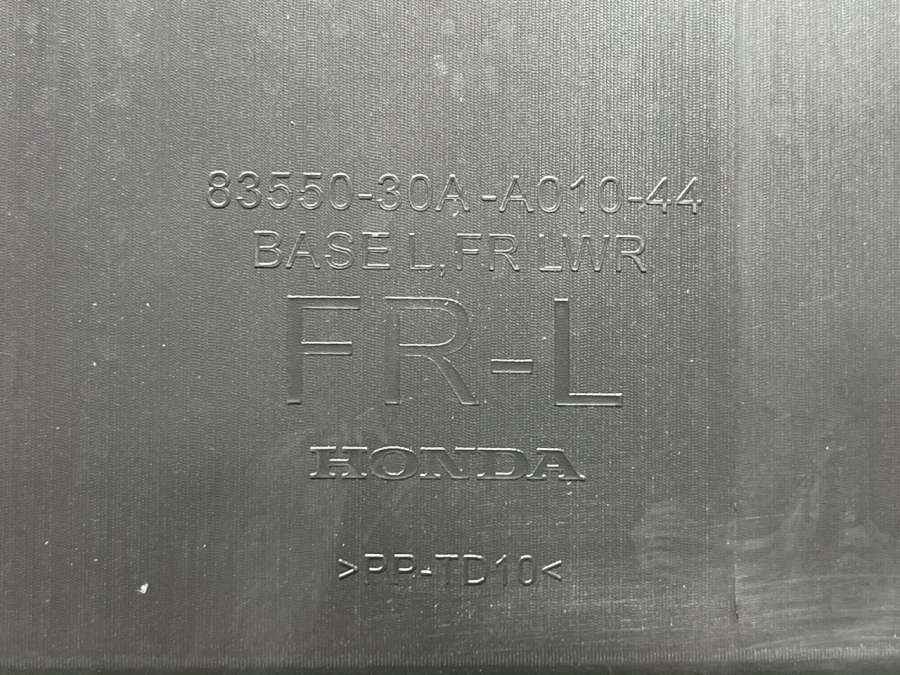 83550-30A-A010-44
BASE L, FR LWR
FR-L
HONDA
>PP-TD10<